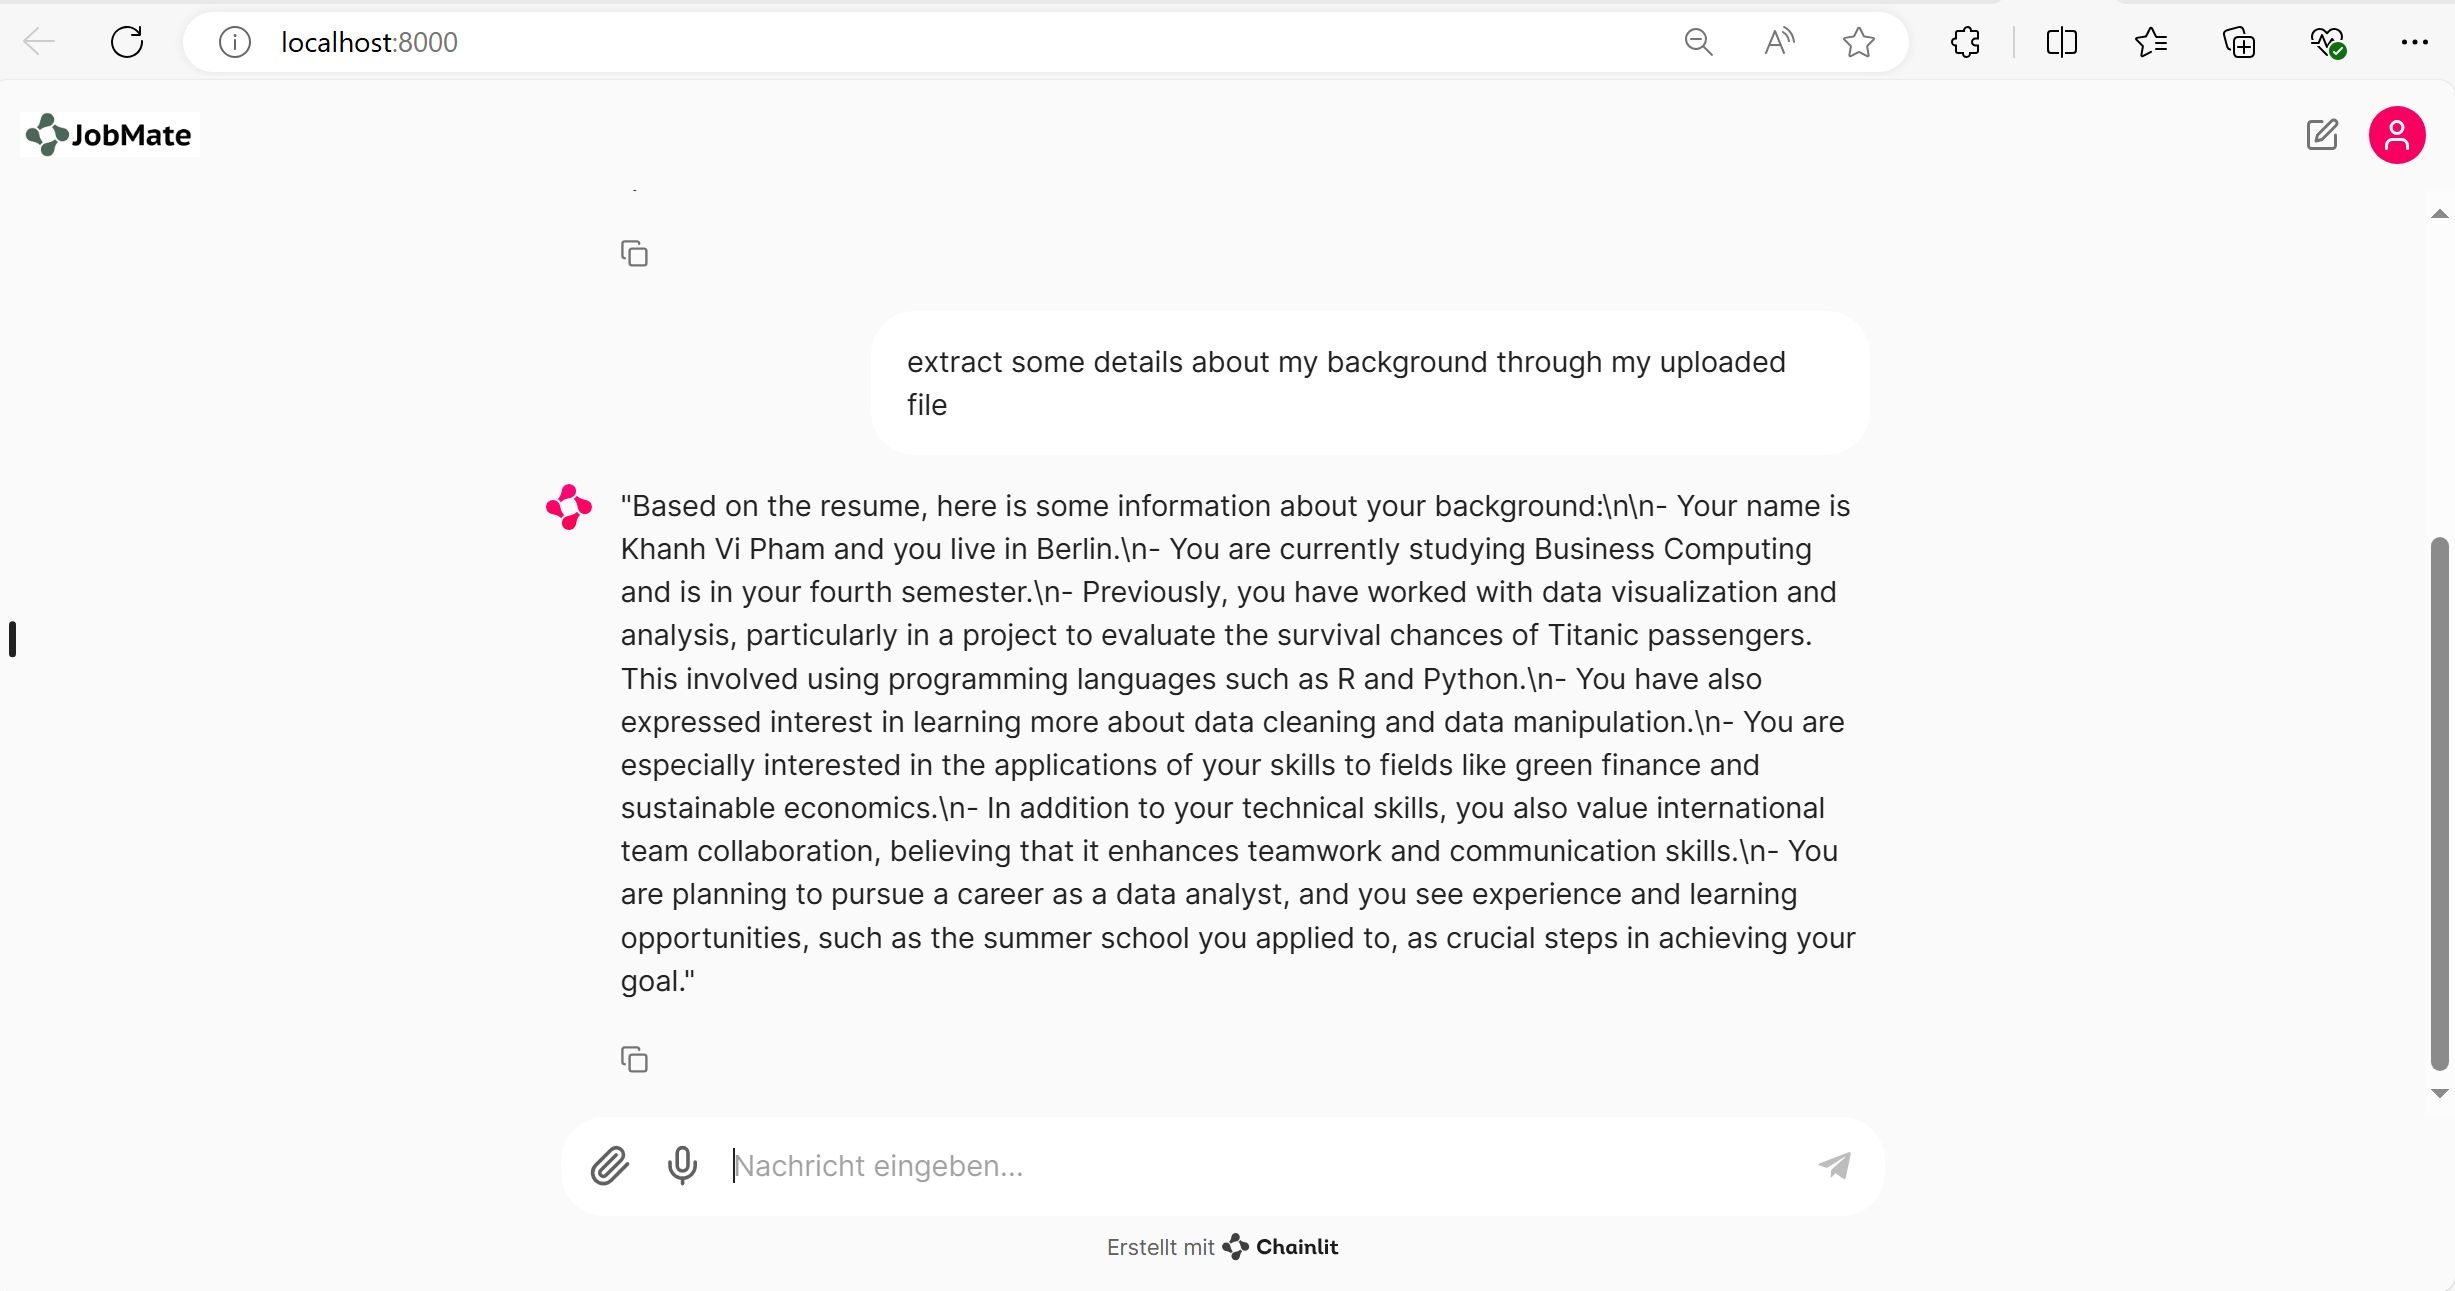 localhost:8000
JobMate
extract some details about my background through my uploaded
file
"Based on the resume, here is some information about your background:\n\n- Your name is
Khanh Vi Pham and you live in Berlin.\n- You are currently studying Business Computing
and is in your fourth semester.\n- Previously, you have worked with data visualization and
analysis, particularly in a project to evaluate the survival chances of Titanic passengers.
This involved using programming languages such as R and Python.\n- You have also
expressed interest in learning more about data cleaning and data manipulation.\n- You are
especially interested in the applications of your skills to fields like green finance and
sustainable economics.\n- In addition to your technical skills, you also value international
team collaboration, believing that it enhances teamwork and communication skills.\n- You
are planning to pursue a career as a data analyst, and you see experience and learning
opportunities, such as the summer school you applied to, as crucial steps in achieving your
goal."
Nachricht eingeben...
Erstellt mit Chainlit